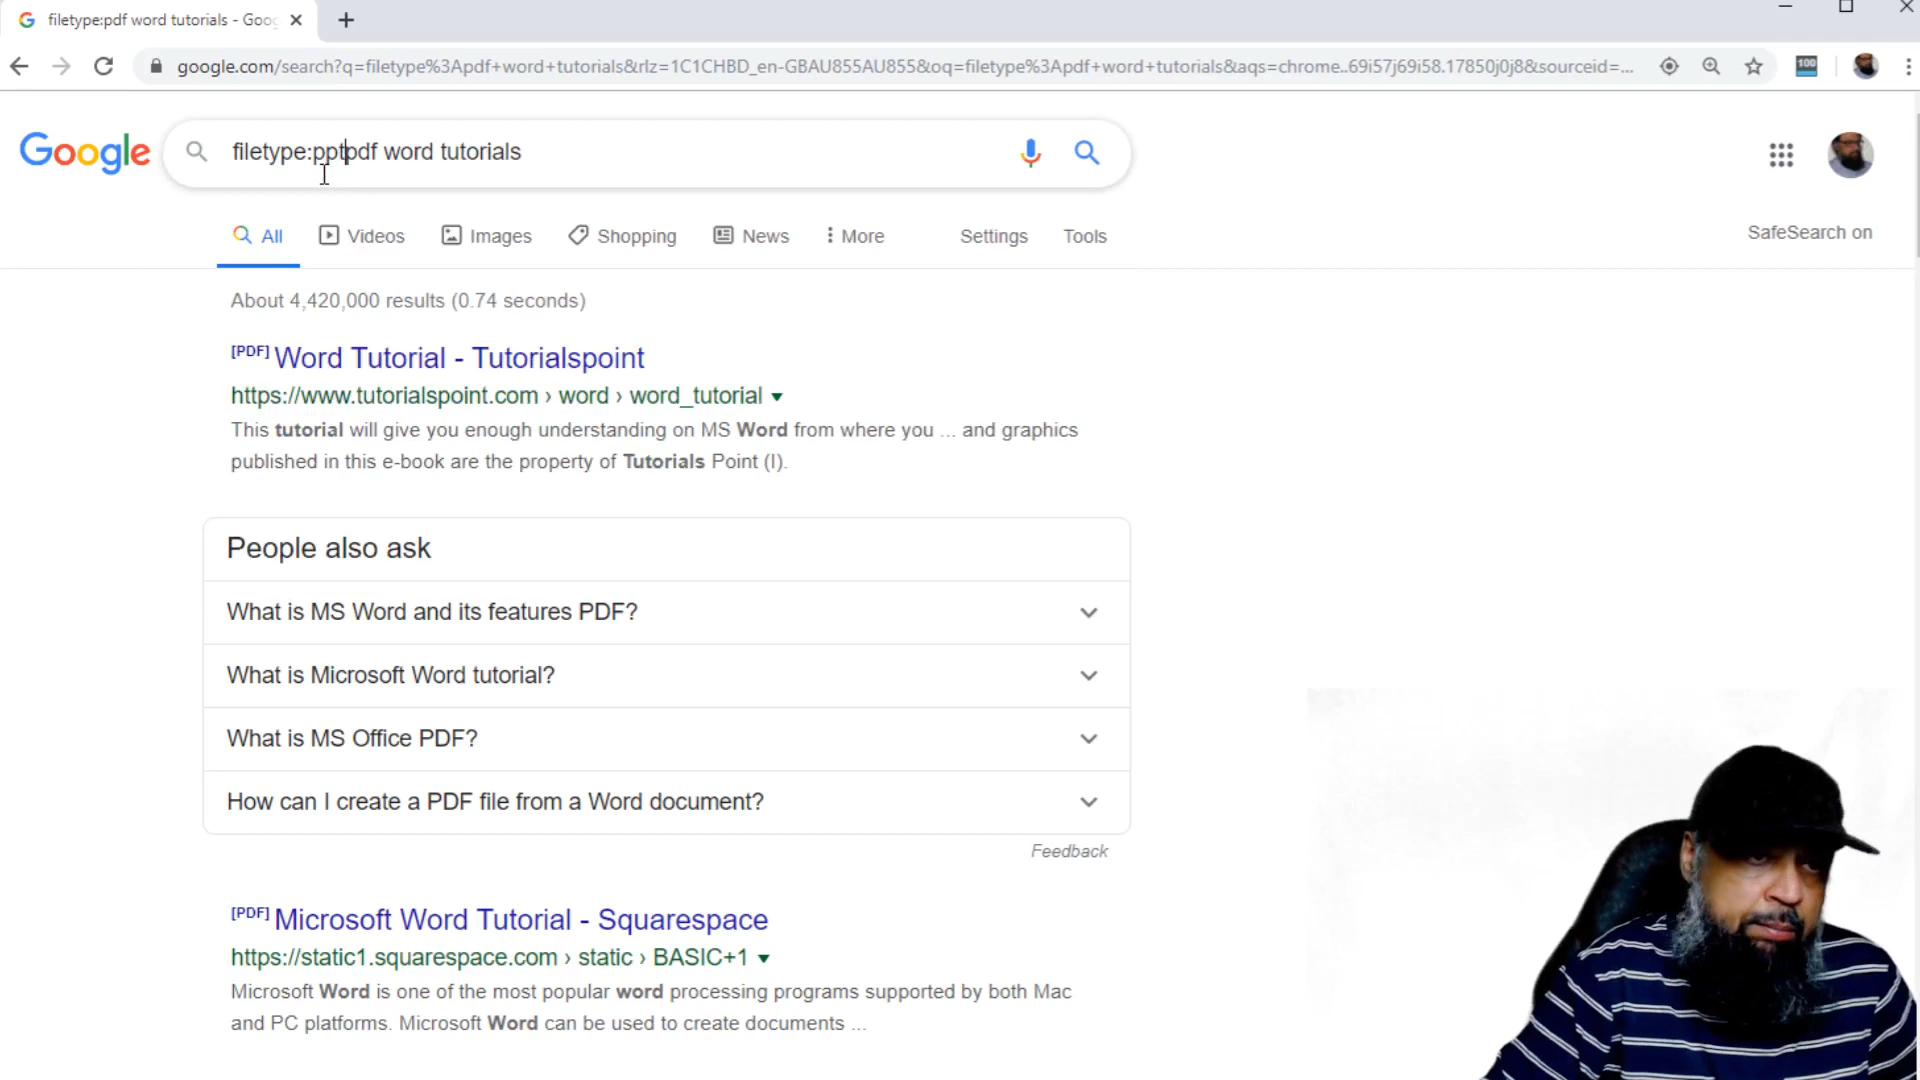 filetype:pdf word tutorials - Goo
google.com/search?q=filetype%3Apdf+word+tutorials&rlz=1C1CHBD_en-GBAU855AU855&oq=filetype%3Apdf+word+tutorials&aqs=chrome..69i57j69i58.17850j0j8&sourceid=...
100
Google
filetype:pptpdf word tutorials
All Videos Images Shopping News More Settings Tools
SafeSearch on
About 4,420,000 results (0.74 seconds)
[PDF] Word Tutorial - Tutorialspoint
https://www.tutorialspoint.com › word › word_tutorial
This tutorial will give you enough understanding on MS Word from where you ... and graphics
published in this e-book are the property of Tutorials Point (I).
People also ask
What is MS Word and its features PDF?
What is Microsoft Word tutorial?
What is MS Office PDF?
How can I create a PDF file from a Word document?
Feedback
[PDF] Microsoft Word Tutorial - Squarespace
https://static1.squarespace.com › static › BASIC+1
Microsoft Word is one of the most popular word processing programs supported by both Mac
and PC platforms. Microsoft Word can be used to create documents ...